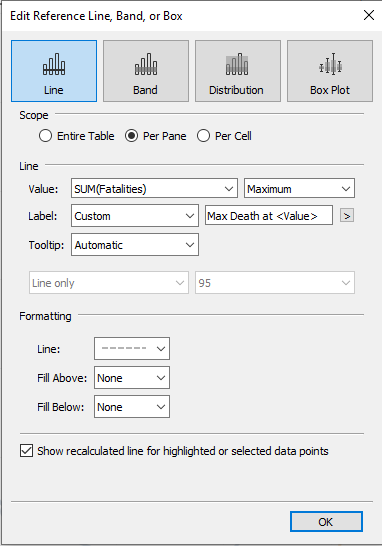 Edit Reference Line, Band, or Box
Line Band Distribution Box Plot
Scope
Entire Table Per Pane Per Cell
Line
Value: SUM(Fatalities) Maximum
Label: Custom Max Death at <Value> >
Tooltip: Automatic
Line only 95
Formatting
Line:
Fill Above: None
Fill Below: None
Show recalculated line for highlighted or selected data points
OK